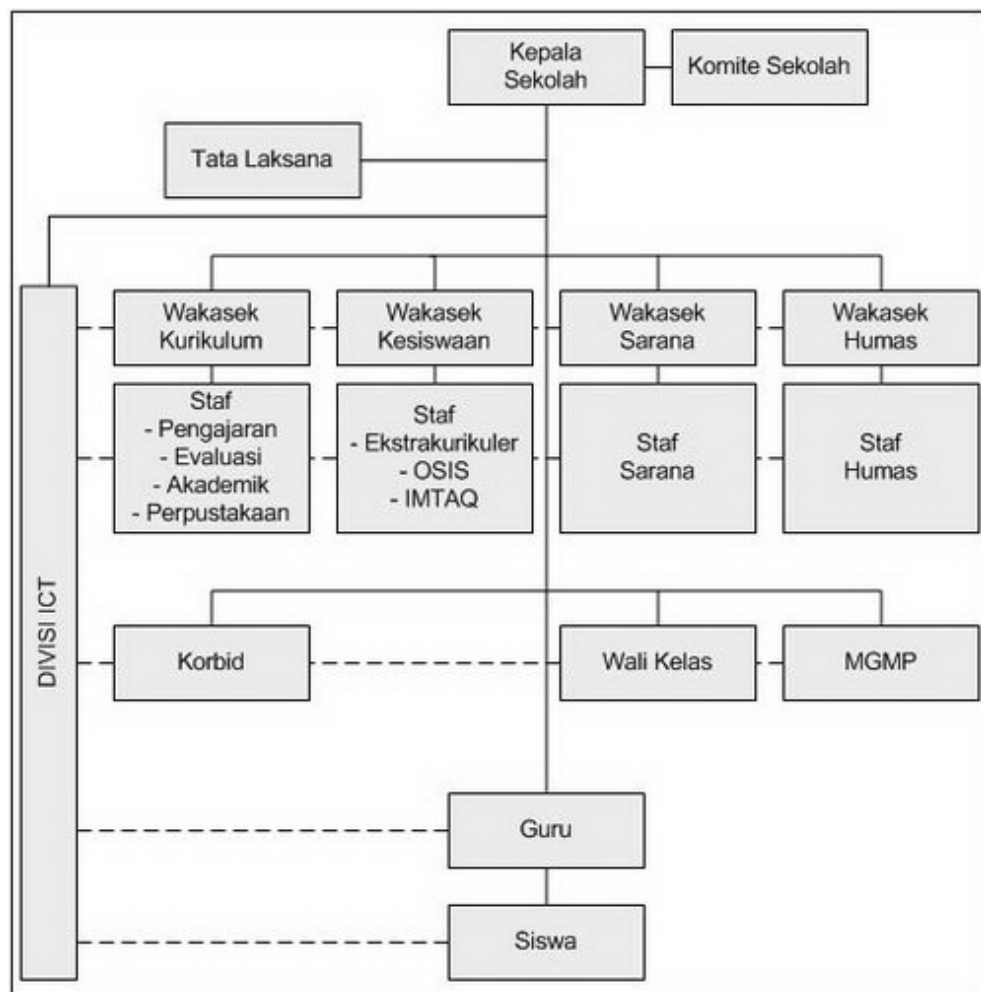 Kepala
Sekolah
Komite Sekolah
Tata Laksana
DIVISI ICT
Wakasek
Kurikulum
Wakasek
Kesiswaan
Wakasek
Sarana
Wakasek
Humas
Staf
- Pengajaran
- Evaluasi
- Akademik
- Perpustakaan
Staf
- Ekstrakurikuler
- OSIS
- IMTAQ
Staf
Sarana
Staf
Humas
Korbid
Wali Kelas
MGMP
Guru
Siswa